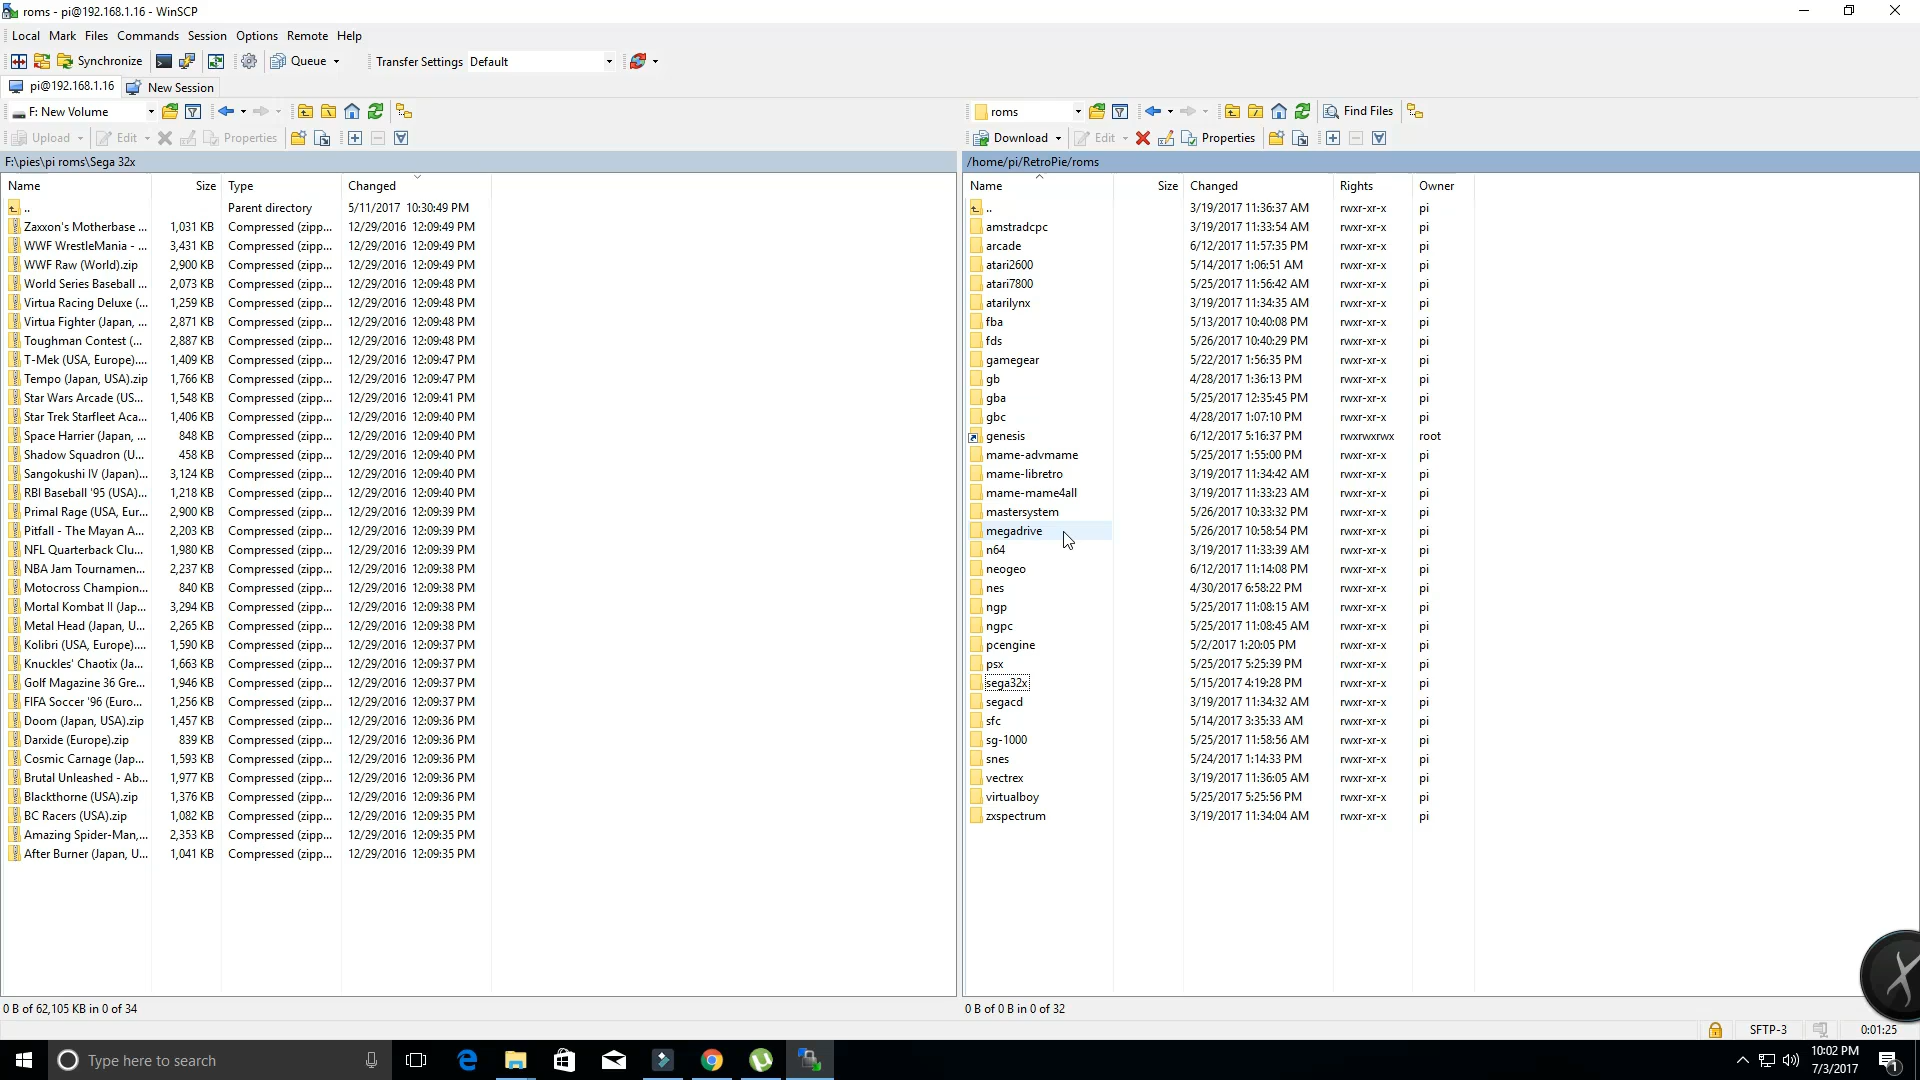 roms - pi@192.168.1.16 - WinSCP
Local Mark Files Commands Session Options Remote Help
Synchronize Queue Transfer Settings Default
pi@192.168.1.16 New Session
F: New Volume roms Find Files
Upload Edit Properties Download Edit Properties
F:\pies\pi roms\Sega 32x
Name Size Type Changed
.. Parent directory 5/11/2017 10:30:49 PM
Zaxxon's Motherbase ... 1,031 KB Compressed (zipp... 12/29/2016 12:09:49 PM
WWF WrestleMania - ... 3,431 KB Compressed (zipp... 12/29/2016 12:09:49 PM
WWF Raw (World).zip 2,900 KB Compressed (zipp... 12/29/2016 12:09:49 PM
World Series Baseball ... 2,073 KB Compressed (zipp... 12/29/2016 12:09:48 PM
Virtua Racing Deluxe (... 1,259 KB Compressed (zipp... 12/29/2016 12:09:48 PM
Virtua Fighter (Japan, ... 2,871 KB Compressed (zipp... 12/29/2016 12:09:48 PM
Toughman Contest (... 2,887 KB Compressed (zipp... 12/29/2016 12:09:48 PM
T-Mek (USA, Europe).... 1,409 KB Compressed (zipp... 12/29/2016 12:09:47 PM
Tempo (Japan, USA).zip 1,766 KB Compressed (zipp... 12/29/2016 12:09:47 PM
Star Wars Arcade (US... 1,548 KB Compressed (zipp... 12/29/2016 12:09:41 PM
Star Trek Starfleet Aca... 1,406 KB Compressed (zipp... 12/29/2016 12:09:40 PM
Space Harrier (Japan, ... 848 KB Compressed (zipp... 12/29/2016 12:09:40 PM
Shadow Squadron (U... 458 KB Compressed (zipp... 12/29/2016 12:09:40 PM
Sangokushi IV (Japan)... 3,124 KB Compressed (zipp... 12/29/2016 12:09:40 PM
RBI Baseball '95 (USA)... 1,218 KB Compressed (zipp... 12/29/2016 12:09:40 PM
Primal Rage (USA, Eur... 2,900 KB Compressed (zipp... 12/29/2016 12:09:39 PM
Pitfall - The Mayan A... 2,203 KB Compressed (zipp... 12/29/2016 12:09:39 PM
NFL Quarterback Clu... 1,980 KB Compressed (zipp... 12/29/2016 12:09:39 PM
NBA Jam Tournamen... 2,237 KB Compressed (zipp... 12/29/2016 12:09:38 PM
Motocross Champion... 840 KB Compressed (zipp... 12/29/2016 12:09:38 PM
Mortal Kombat II (Jap... 3,294 KB Compressed (zipp... 12/29/2016 12:09:38 PM
Metal Head (Japan, U... 2,265 KB Compressed (zipp... 12/29/2016 12:09:38 PM
Kolibri (USA, Europe).... 1,590 KB Compressed (zipp... 12/29/2016 12:09:37 PM
Knuckles' Chaotix (Ja... 1,663 KB Compressed (zipp... 12/29/2016 12:09:37 PM
Golf Magazine 36 Gre... 1,946 KB Compressed (zipp... 12/29/2016 12:09:37 PM
FIFA Soccer '96 (Euro... 1,256 KB Compressed (zipp... 12/29/2016 12:09:37 PM
Doom (Japan, USA).zip 1,457 KB Compressed (zipp... 12/29/2016 12:09:36 PM
Darxide (Europe).zip 839 KB Compressed (zipp... 12/29/2016 12:09:36 PM
Cosmic Carnage (Jap... 1,593 KB Compressed (zipp... 12/29/2016 12:09:36 PM
Brutal Unleashed - Ab... 1,977 KB Compressed (zipp... 12/29/2016 12:09:36 PM
Blackthorne (USA).zip 1,376 KB Compressed (zipp... 12/29/2016 12:09:36 PM
BC Racers (USA).zip 1,082 KB Compressed (zipp... 12/29/2016 12:09:35 PM
Amazing Spider-Man,... 2,353 KB Compressed (zipp... 12/29/2016 12:09:35 PM
After Burner (Japan, U... 1,041 KB Compressed (zipp... 12/29/2016 12:09:35 PM
0 B of 62,105 KB in 0 of 34
/home/pi/RetroPie/roms
Name Size Changed Rights Owner
.. 3/19/2017 11:36:37 AM rwxr-xr-x pi
amstradcpc 3/19/2017 11:33:54 AM rwxr-xr-x pi
arcade 6/12/2017 11:57:35 PM rwxr-xr-x pi
atari2600 5/14/2017 1:06:51 AM rwxr-xr-x pi
atari7800 5/25/2017 11:56:42 AM rwxr-xr-x pi
atarilynx 3/19/2017 11:34:35 AM rwxr-xr-x pi
fba 5/13/2017 10:40:08 PM rwxr-xr-x pi
fds 5/26/2017 10:40:29 PM rwxr-xr-x pi
gamegear 5/22/2017 1:56:35 PM rwxr-xr-x pi
gb 4/28/2017 1:36:13 PM rwxr-xr-x pi
gba 5/25/2017 12:35:45 PM rwxr-xr-x pi
gbc 4/28/2017 1:07:10 PM rwxr-xr-x pi
genesis 6/12/2017 5:16:37 PM rwxrwxrwx root
mame-advmame 5/25/2017 1:55:00 PM rwxr-xr-x pi
mame-libretro 3/19/2017 11:34:42 AM rwxr-xr-x pi
mame-mame4all 3/19/2017 11:33:23 AM rwxr-xr-x pi
mastersystem 5/26/2017 10:33:32 PM rwxr-xr-x pi
megadrive 5/26/2017 10:58:54 PM rwxr-xr-x pi
n64 3/19/2017 11:33:39 AM rwxr-xr-x pi
neogeo 6/12/2017 11:14:08 PM rwxr-xr-x pi
nes 4/30/2017 6:58:22 PM rwxr-xr-x pi
ngp 5/25/2017 11:08:15 AM rwxr-xr-x pi
ngpc 5/25/2017 11:08:45 AM rwxr-xr-x pi
pcengine 5/2/2017 1:20:05 PM rwxr-xr-x pi
psx 5/25/2017 5:25:39 PM rwxr-xr-x pi
sega32x 5/15/2017 4:19:28 PM rwxr-xr-x pi
segacd 3/19/2017 11:34:32 AM rwxr-xr-x pi
sfc 5/14/2017 3:35:33 AM rwxr-xr-x pi
sg-1000 5/25/2017 11:58:56 AM rwxr-xr-x pi
snes 5/24/2017 1:14:33 PM rwxr-xr-x pi
vectrex 3/19/2017 11:36:05 AM rwxr-xr-x pi
virtualboy 5/25/2017 5:25:56 PM rwxr-xr-x pi
zxspectrum 3/19/2017 11:34:04 AM rwxr-xr-x pi
0 B of 0 B in 0 of 32
SFTP-3 0:01:25
Type here to search
10:02 PM
7/3/2017
1